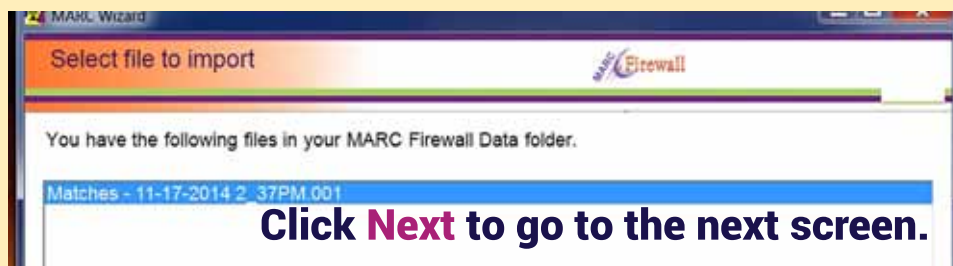 MARC Wizard
Select file to import
MARC Firewall
You have the following files in your MARC Firewall Data folder.
Matches - 11-17-2014 2_37PM.001
Click Next to go to the next screen.